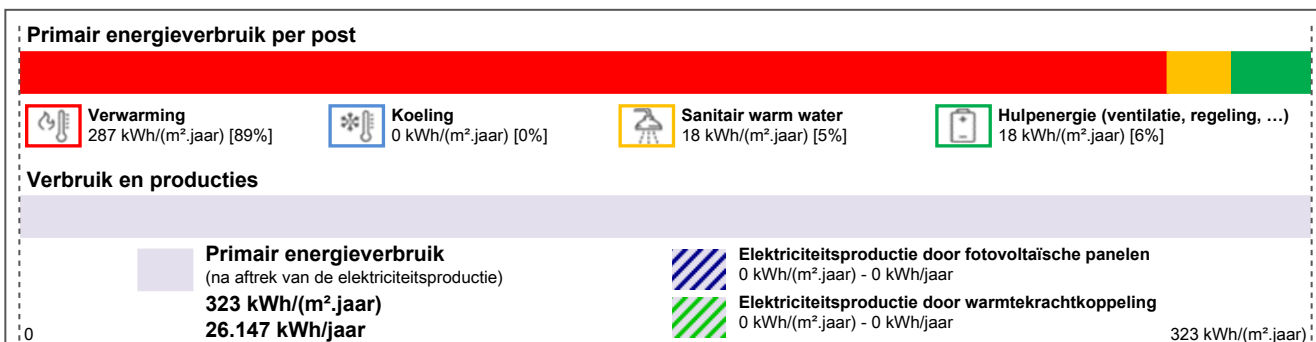 Primair energieverbruik per post
Verwarming
287 kWh/(m².jaar) [89%]
Koeling
0 kWh/(m².jaar) [0%]
Sanitair warm water
18 kWh/(m².jaar) [5%]
Hulpenergie (ventilatie, regeling, …)
18 kWh/(m².jaar) [6%]
Verbruik en producties
Primair energieverbruik
(na aftrek van de elektriciteitsproductie)
323 kWh/(m².jaar)
26.147 kWh/jaar
Elektriciteitsproductie door fotovoltaïsche panelen
0 kWh/(m².jaar) - 0 kWh/jaar
Elektriciteitsproductie door warmtekrachtkoppeling
0 kWh/(m².jaar) - 0 kWh/jaar
0
323 kWh/(m².jaar)